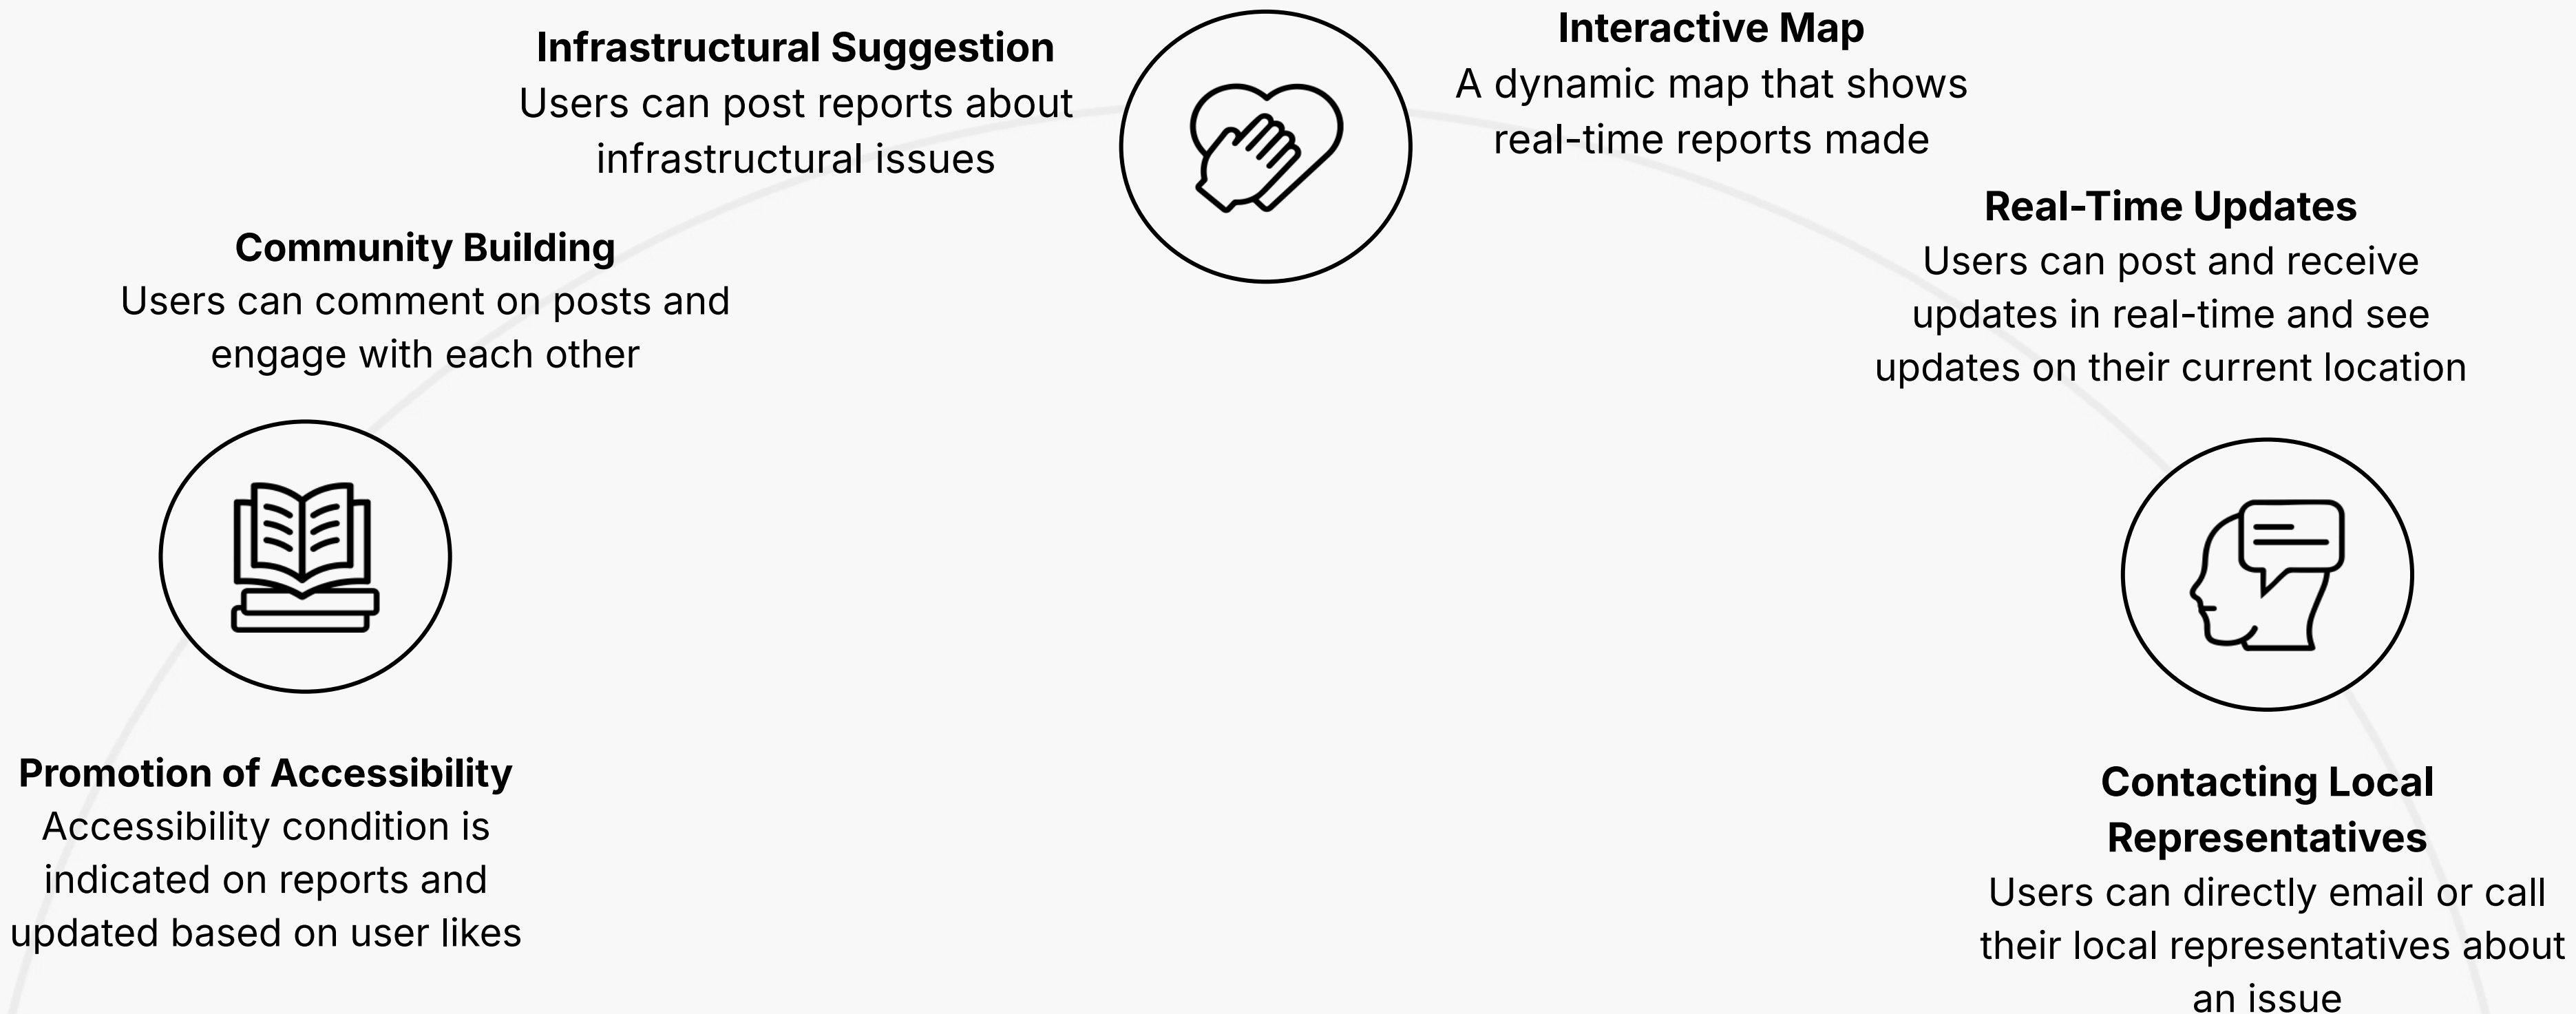 Infrastructural Suggestion
Users can post reports about
infrastructural issues
Interactive Map
A dynamic map that shows
real-time reports made
Community Building
Users can comment on posts and
engage with each other
Real-Time Updates
Users can post and receive
updates in real-time and see
updates on their current location
Promotion of Accessibility
Accessibility condition is
indicated on reports and
updated based on user likes
Contacting Local
Representatives
Users can directly email or call
their local representatives about
an issue